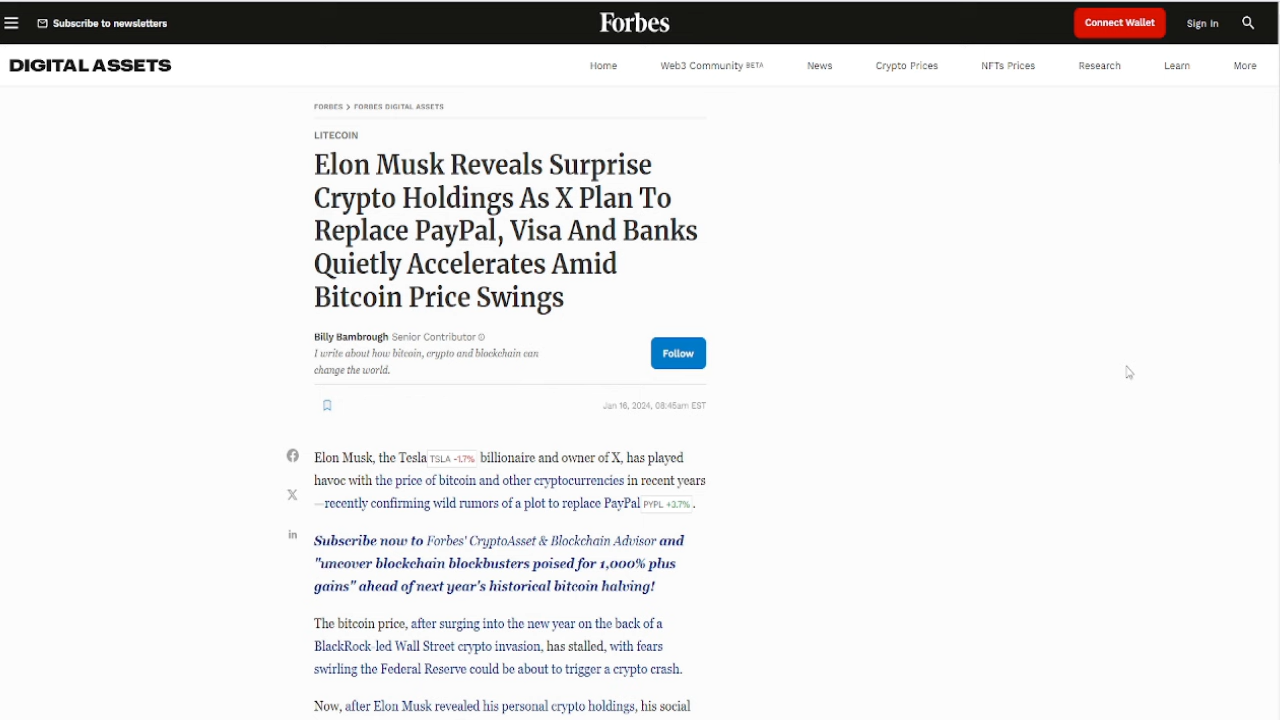 Subscribe to newsletters
Forbes
Connect Wallet
Sign In
DIGITAL ASSETS
Home
Web3 Community BETA
News
Crypto Prices
NFTs Prices
Research
Learn
More
FORBES > FORBES DIGITAL ASSETS
LITECOIN
Elon Musk Reveals Surprise
Crypto Holdings As X Plan To
Replace PayPal, Visa And Banks
Quietly Accelerates Amid
Bitcoin Price Swings
Billy Bambrough Senior Contributor
I write about how bitcoin, crypto and blockchain can
change the world.
Follow
Jan 16, 2024, 08:45am EST
Elon Musk, the Tesla TSLA -1.7% billionaire and owner of X, has played
havoc with the price of bitcoin and other cryptocurrencies in recent years
—recently confirming wild rumors of a plot to replace PayPal PYPL +3.7% .
Subscribe now to Forbes' CryptoAsset & Blockchain Advisor and
"uncover blockchain blockbusters poised for 1,000% plus
gains" ahead of next year's historical bitcoin halving!
The bitcoin price, after surging into the new year on the back of a
BlackRock-led Wall Street crypto invasion, has stalled, with fears
swirling the Federal Reserve could be about to trigger a crypto crash.
Now, after Elon Musk revealed his personal crypto holdings, his social